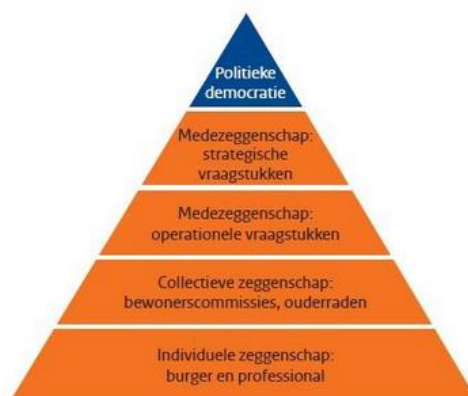 Politieke
democratie
Medezeggenschap:
strategische
vraagstukken
Medezeggenschap:
operationele vraagstukken
Collectieve zeggenschap:
bewonerscommissies, ouderraden
Individuele zeggenschap:
burger en professional